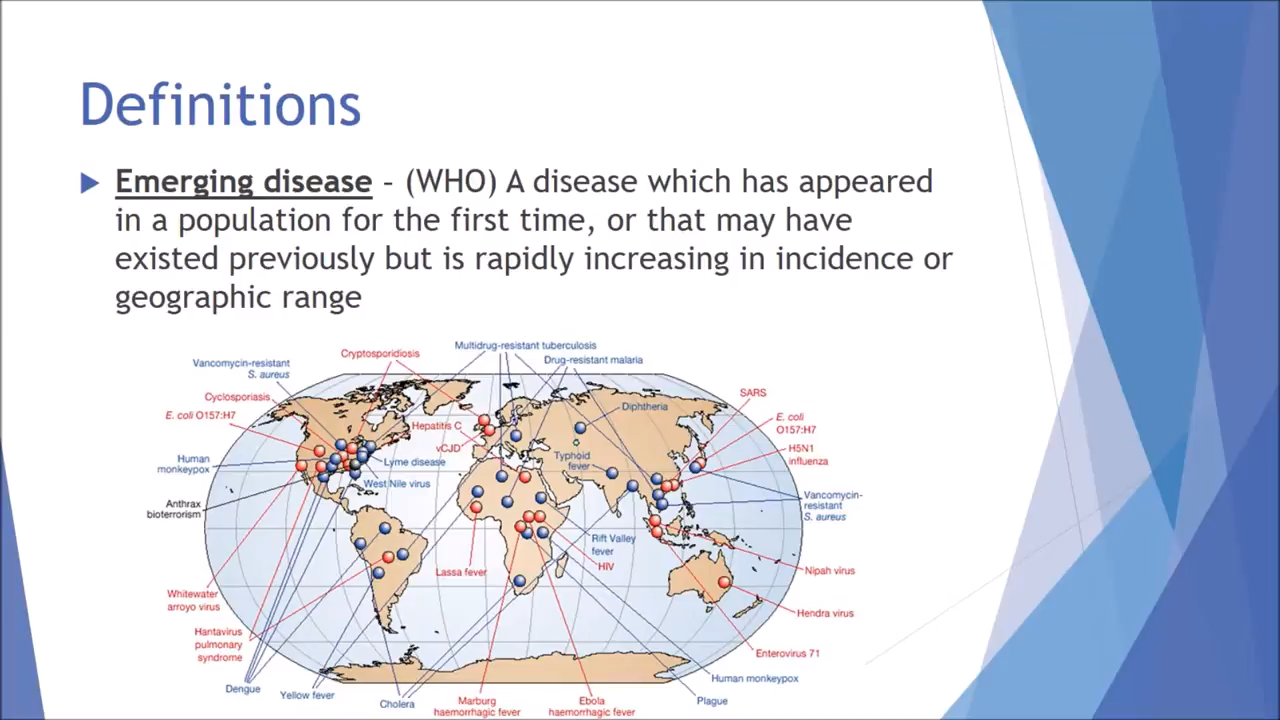 Definitions
Emerging disease – (WHO) A disease which has appeared
in a population for the first time, or that may have
existed previously but is rapidly increasing in incidence or
geographic range
Multidrug-resistant tuberculosis
Cryptosporidiosis
Drug-resistant malaria
Vancomycin-resistant
S. aureus
Cyclosporiasis
SARS
E. coli O157:H7
Hepatitis C
Diphtheria
E. coli
O157:H7
vCJD
H5N1
influenza
Human
monkeypox
Lyme disease
Typhoid
fever
West Nile virus
Anthrax
bioterrorism
Vancomycin-
resistant
S. aureus
Rift Valley
fever
HIV
Lassa fever
Nipah virus
Whitewater
arroyo virus
Hendra virus
Hantavirus
pulmonary
syndrome
Enterovirus 71
Dengue
Yellow fever
Cholera
Marburg
haemorrhagic fever
Ebola
haemorrhagic fever
Human monkeypox
Plague